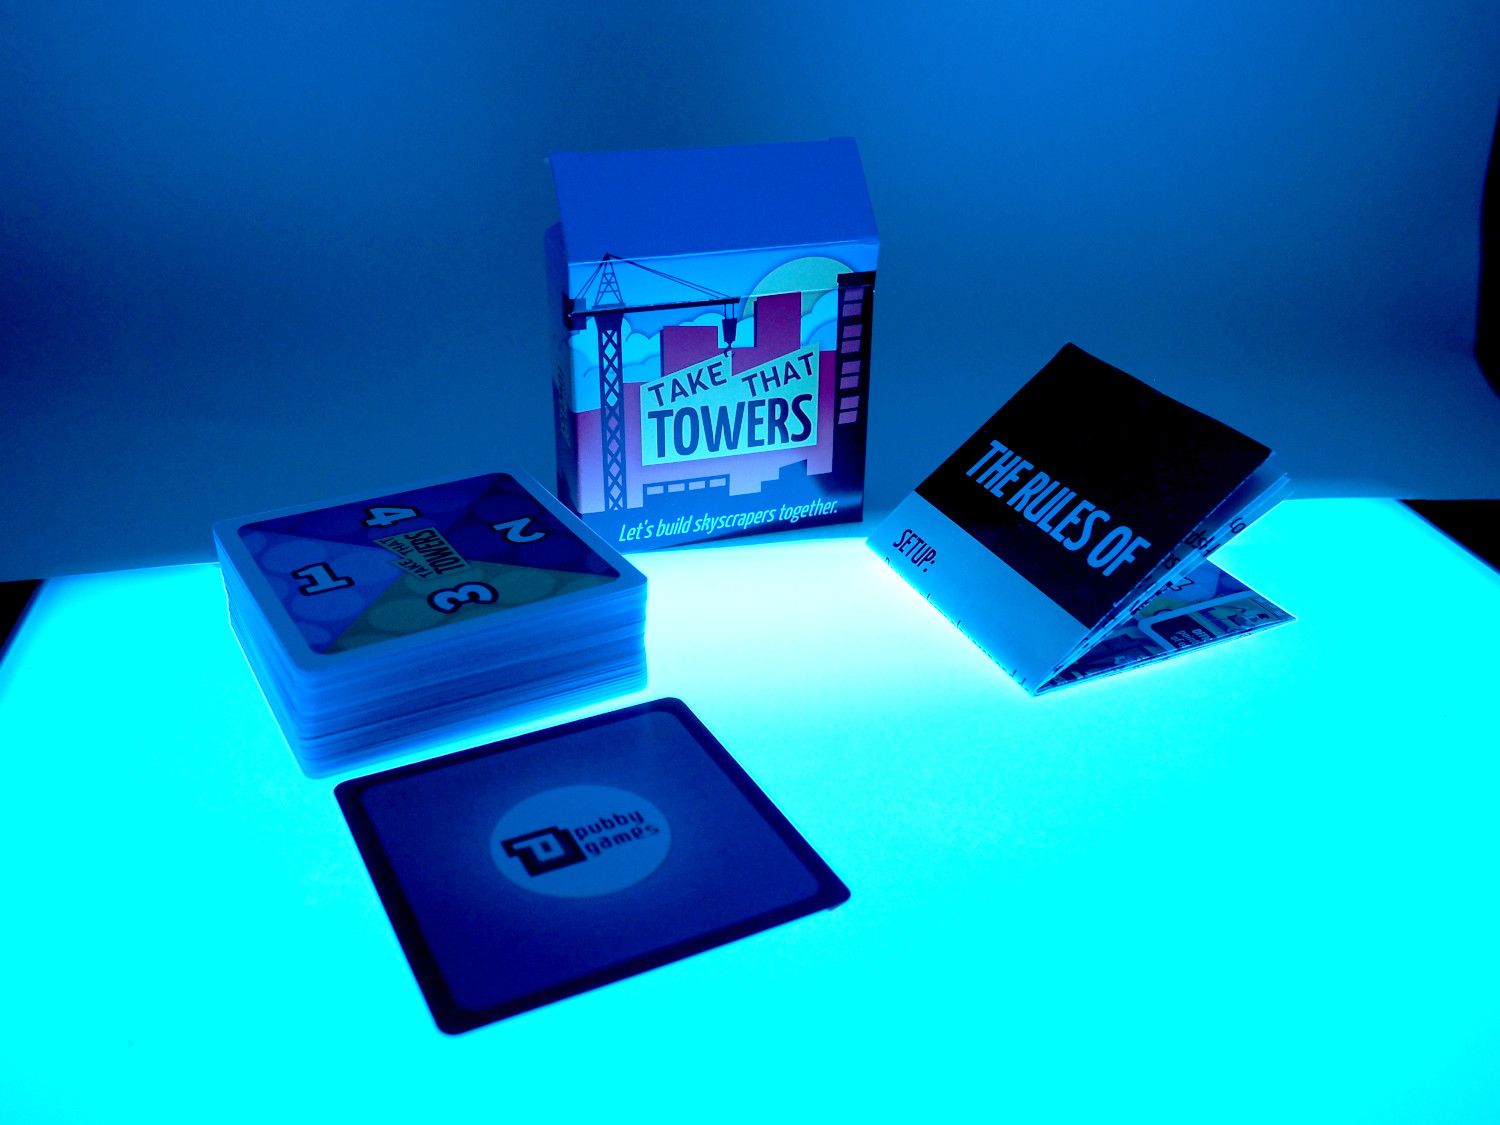 TAKE THAT
TOWERS
Let's build skyscrapers together.
THE RULES OF
SETUP:
4
2
1
3
TAKE THAT
TOWERS
pubby
games